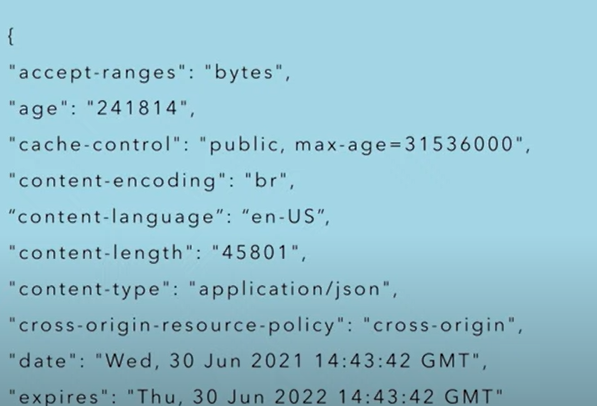 {
"accept-ranges": "bytes",
"age": "241814",
"cache-control": "public, max-age=31536000",
"content-encoding": "br",
“content-language”: “en-US”,
"content-length": "45801",
"content-type": "application/json",
"cross-origin-resource-policy": "cross-origin",
"date": "Wed, 30 Jun 2021 14:43:42 GMT",
"expires": "Thu, 30 Jun 2022 14:43:42 GMT"